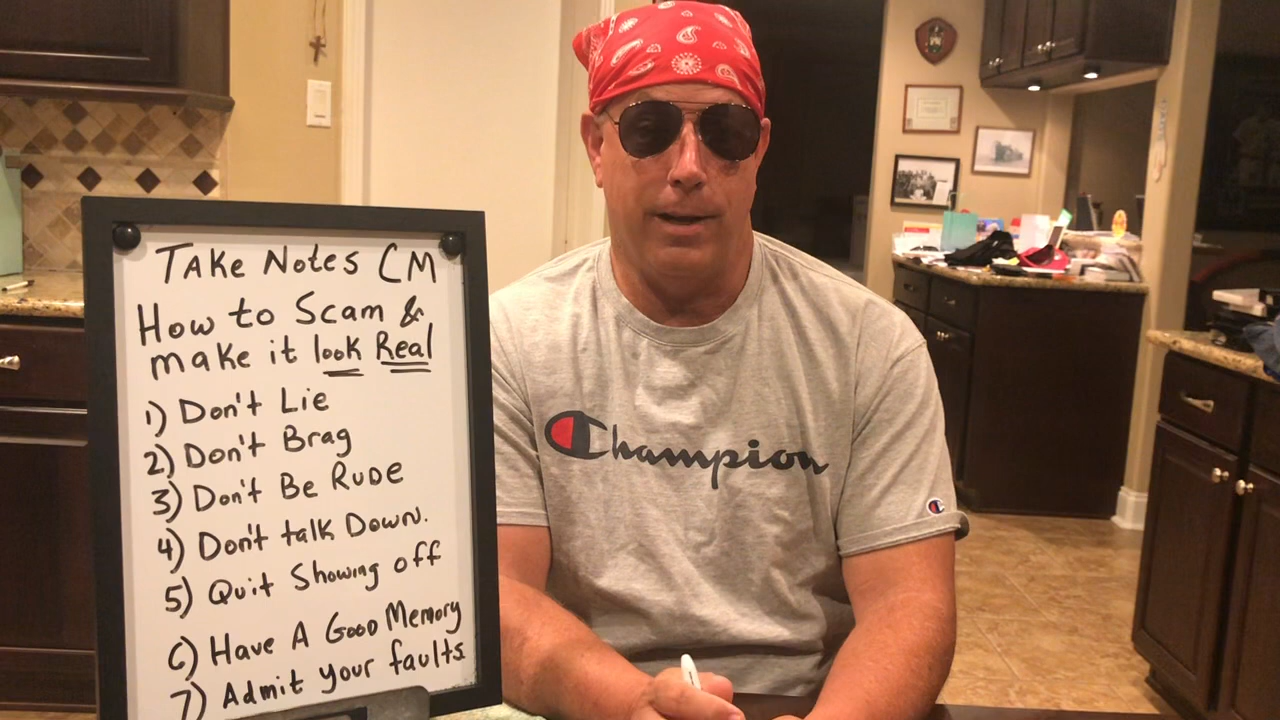 TAKE NOTES CM
How to Scam &
make it look Real
1) Don't Lie
2) Don't Brag
3) Don't Be RUDE
4) Don't talk Down.
5) Quit Showing off
6) Have A Good Memory
7) Admit your faults
Champion